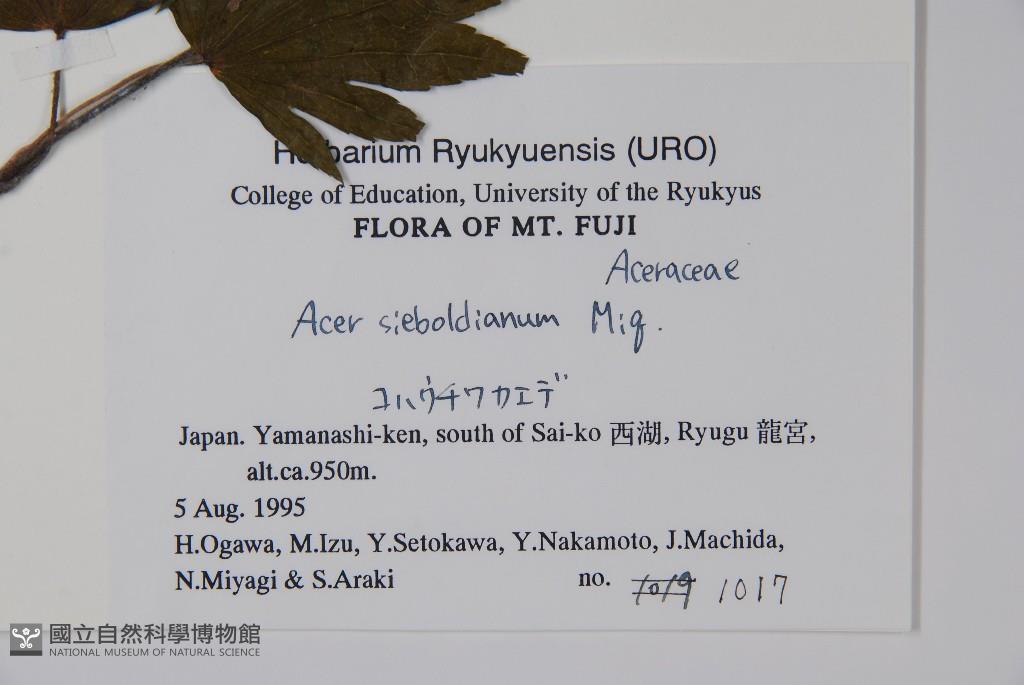 Herbarium Ryukyuensis (URO)
College of Education, University of the Ryukyus
FLORA OF MT. FUJI
Aceraceae
Acer sieboldianum Miq.
コハウチワカエデ
Japan. Yamanashi-ken, south of Sai-ko 西湖, Ryugu 龍宮,
alt.ca.950m.
5 Aug. 1995
H.Ogawa, M.Izu, Y.Setokawa, Y.Nakamoto, J.Machida,
N.Miyagi & S.Araki no. 1019 1017
國立自然科學博物館
NATIONAL MUSEUM OF NATURAL SCIENCE